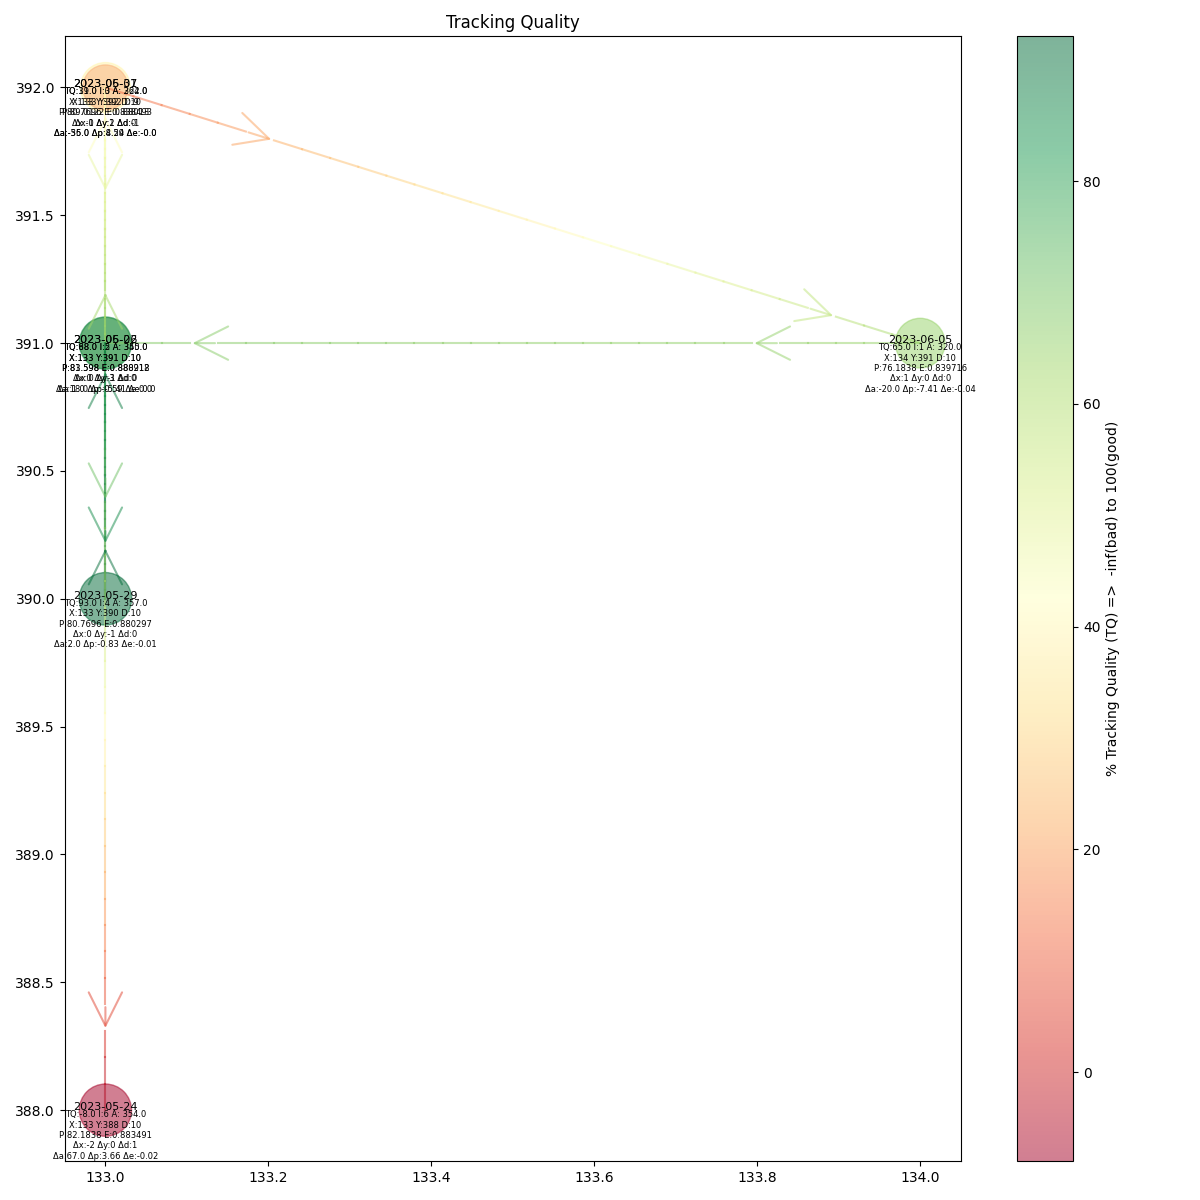 Tracking Quality
392.0
391.5
391.0
390.5
390.0
389.5
389.0
388.5
388.0
133.0
133.2
133.4
133.6
133.8
134.0
2023-06-05
TQ:65.0 I:1 A: 320.0
X:134 Y:391 D:10
P:76.1838 E:0.839716
Δx:1 Δy:0 Δd:0
Δa:-20.0 Δp:-7.41 Δe:-0.04
2023-05-29
TQ:93.0 I:4 A: 357.0
X:133 Y:390 D:10
P:80.7696 E:0.880297
Δx:0 Δy:-1 Δd:0
Δa:2.0 Δp:-0.83 Δe:-0.01
2023-05-24
TQ:-8.0 I:6 A: 354.0
X:133 Y:388 D:10
P:82.1838 E:0.883491
Δx:-2 Δy:0 Δd:1
Δa:67.0 Δp:3.66 Δe:-0.02
80
60
40
20
0
% Tracking Quality (TQ) => -inf(bad) to 100(good)